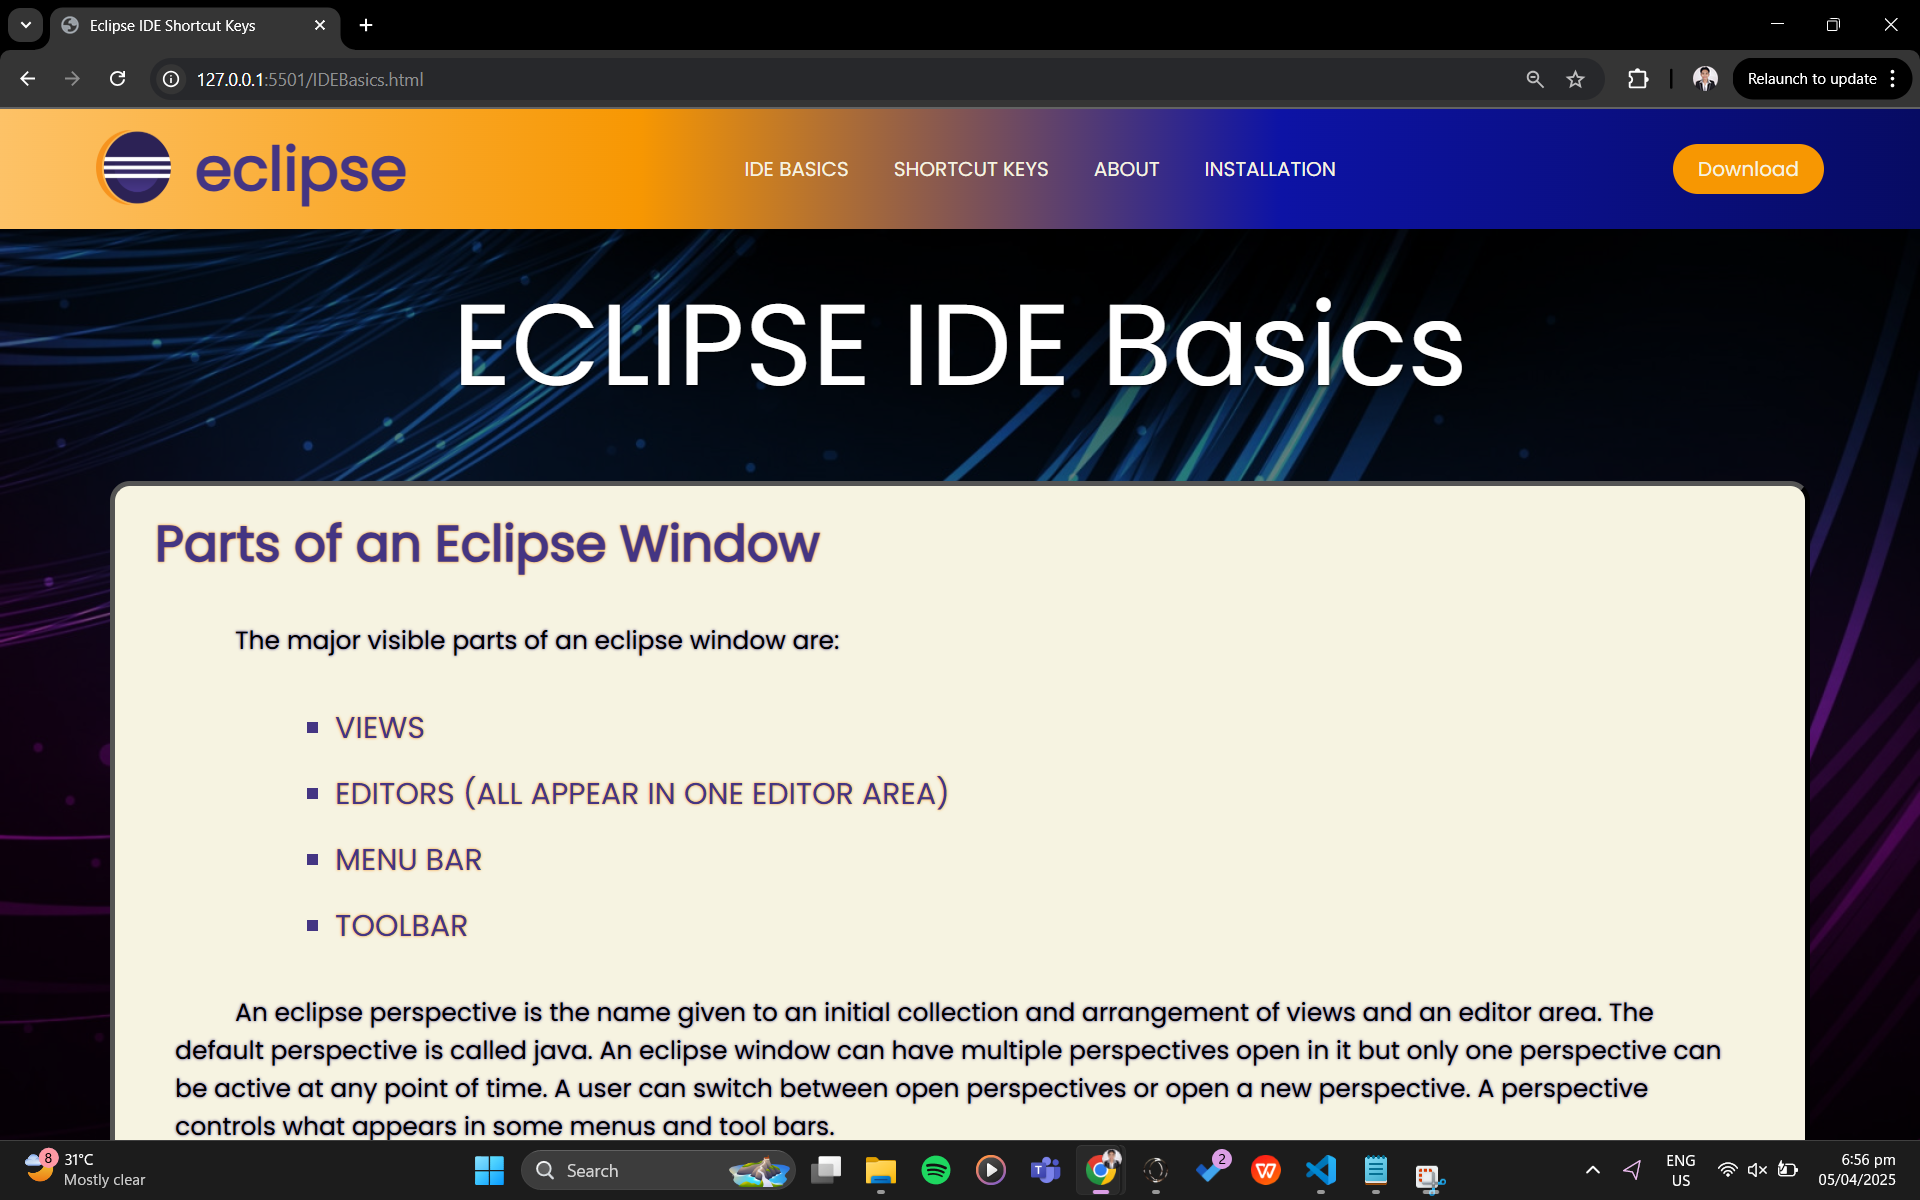 Eclipse IDE Shortcut Keys
127.0.0.1:5501/IDEBasics.html
Relaunch to update
eclipse
IDE BASICS
SHORTCUT KEYS
ABOUT
INSTALLATION
Download
ECLIPSE IDE Basics
Parts of an Eclipse Window
The major visible parts of an eclipse window are:
VIEWS
EDITORS (ALL APPEAR IN ONE EDITOR AREA)
MENU BAR
TOOLBAR
An eclipse perspective is the name given to an initial collection and arrangement of views and an editor area. The
default perspective is called java. An eclipse window can have multiple perspectives open in it but only one perspective can
be active at any point of time. A user can switch between open perspectives or open a new perspective. A perspective
controls what appears in some menus and tool bars.
8
31°C
Mostly clear
Search
2
ENG
US
6:56 pm
05/04/2025